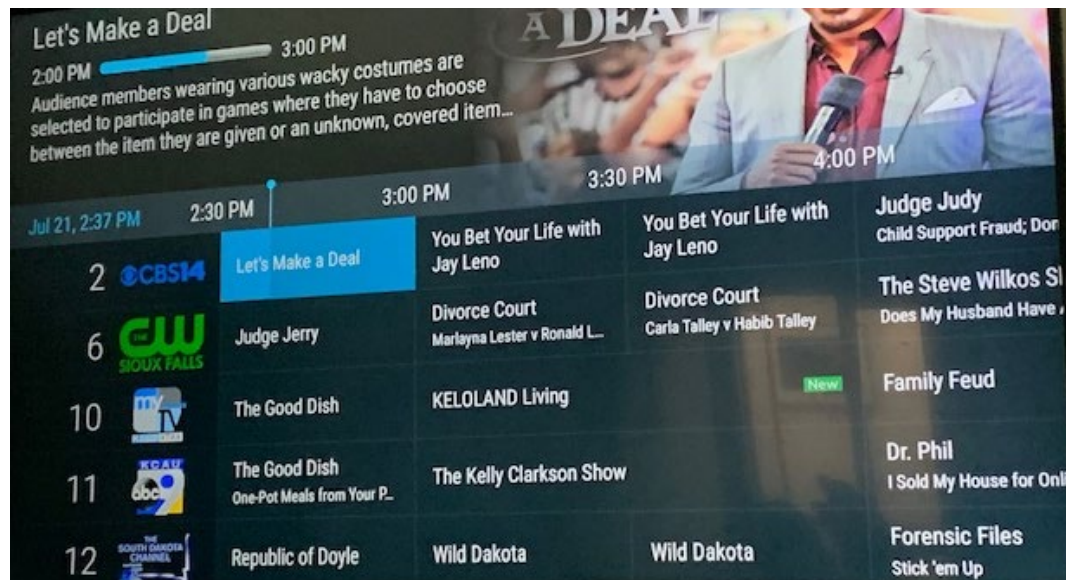 Let's Make a Deal
2:00 PM 3:00 PM
Audience members wearing various wacky costumes are
selected to participate in games where they have to choose
between the item they are given or an unknown, covered item...
A DEAL
Jul 21, 2:37 PM 2:30 PM 3:00 PM 3:30 PM 4:00 PM
2 CBS14 Let's Make a Deal
You Bet Your Life with
Jay Leno
You Bet Your Life with
Jay Leno
Judge Judy
Child Support Fraud; Don
6 THE CW
SIOUX FALLS
Judge Jerry
Divorce Court
Marlayna Lester v Ronald L...
Divorce Court
Carla Talley v Habib Talley
The Steve Wilkos S
Does My Husband Have
10 my TV
The Good Dish
KELOLAND Living
New
Family Feud
11 KCAU
abc 9
The Good Dish
One-Pot Meals from Your P...
The Kelly Clarkson Show
Dr. Phil
I Sold My House for Onl
12 THE
SOUTH DAKOTA
CHANNEL
Republic of Doyle
Wild Dakota
Wild Dakota
Forensic Files
Stick 'em Up